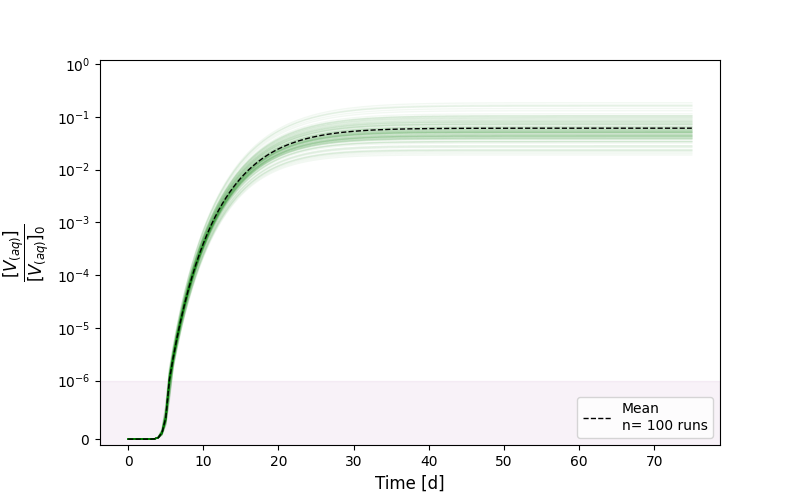 10⁰
10⁻¹
10⁻²
10⁻³
10⁻⁴
10⁻⁵
10⁻⁶
0
[V₍aq₎]
[V₍aq₎]₀
Mean
n= 100 runs
0 10 20 30 40 50 60 70
Time [d]